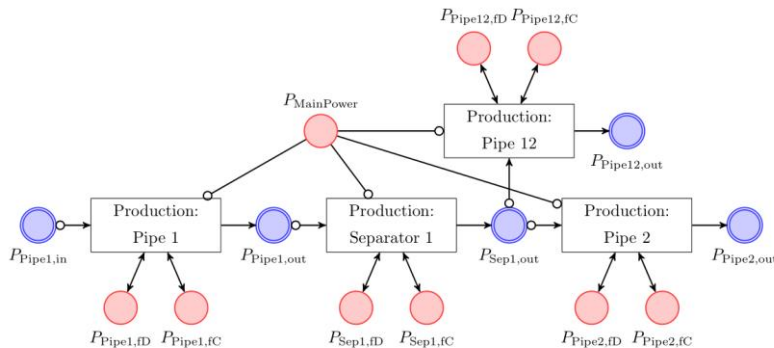 P_Pipe12,fD P_Pipe12,fC
P_MainPower
Production:
Pipe 12
P_Pipe12,out
Production:
Pipe 1
Production:
Separator 1
Production:
Pipe 2
P_Pipe1,in P_Pipe1,out P_Sep1,out P_Pipe2,out
P_Pipe1,fD P_Pipe1,fC P_Sep1,fD P_Sep1,fC P_Pipe2,fD P_Pipe2,fC